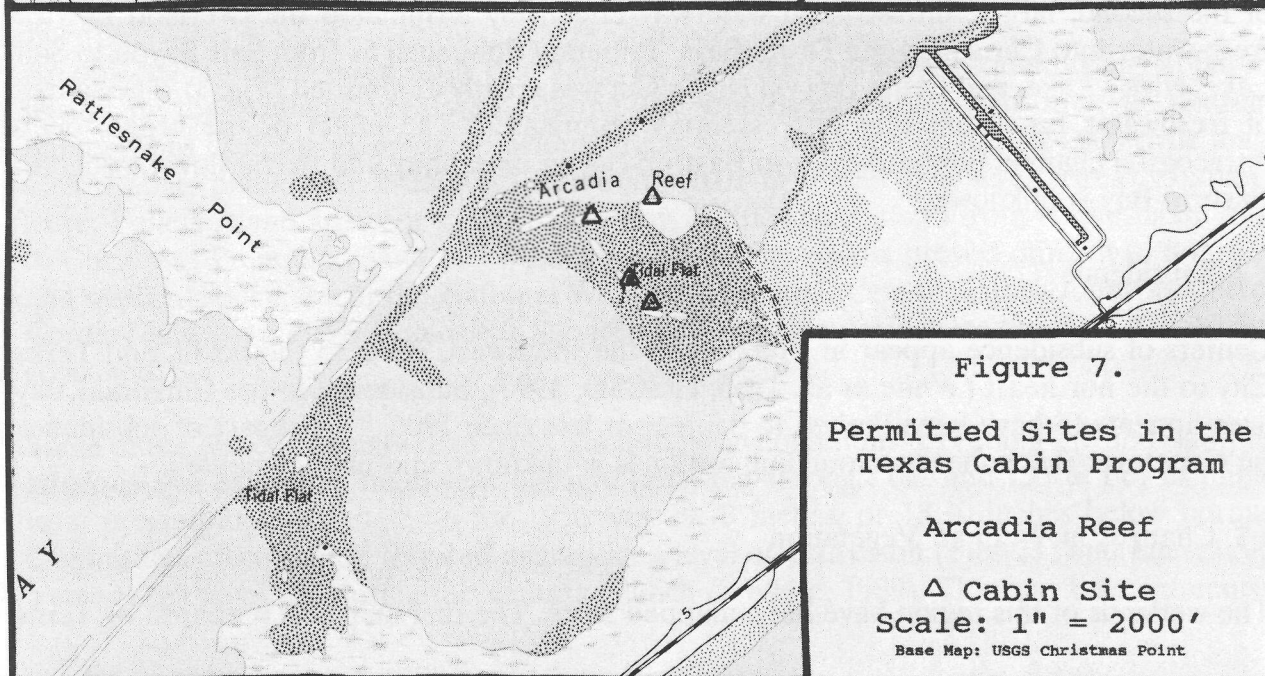 Rattlesnake
Point
Arcadia Reef
Tidal Flat
2
Tidal Flat
A Y
5
Figure 7.
Permitted Sites in the
Texas Cabin Program
Arcadia Reef
Δ Cabin Site
Scale: 1" = 2000'
Base Map: USGS Christmas Point